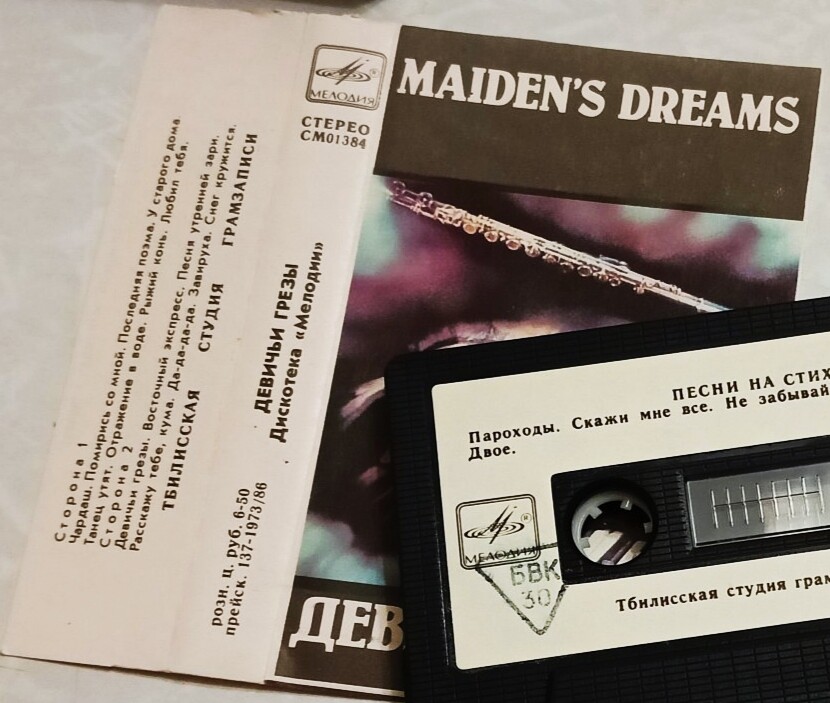 Сторона 1
Чардаш. Помирись со мной. Последняя поэма. У старого дома.
Танец утят. Отражение в воде. Рыжий конь. Любил тебя.
Сторона 2
Девичьи грезы. Восточный экспресс. Песня утренней зари.
Расскажу тебе, кума. Да-да-да-да. Завируха. Снег кружится.
ТБИЛИССКАЯ СТУДИЯ ГРАМЗАПИСИ
розн. ц. руб. 6-50
прейск. 137-1973/86
ДЕВИЧЬИ ГРЕЗЫ
Дискотека «Мелодии»
МЕЛОДИЯ
СТЕРЕО
СМ01384
MAIDEN'S DREAMS
ДЕВ
ПЕСНИ НА СТИХ
Пароходы. Скажи мне все. Не забывай
Двое.
МЕЛОДИЯ
БВК
30
Тбилисская студия грам